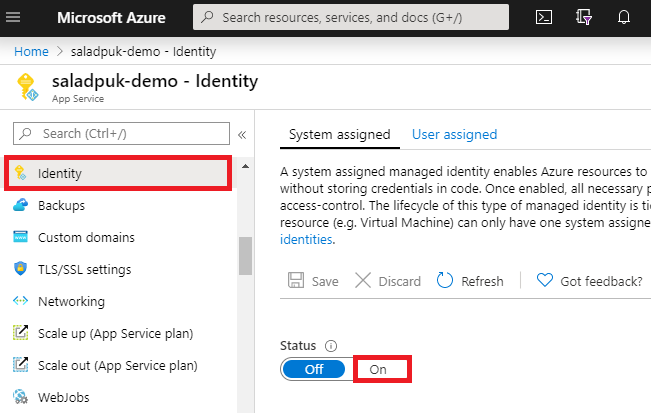 Microsoft Azure
Search resources, services, and docs (G+/)
Home > saladpuk-demo - Identity
saladpuk-demo - Identity
App Service
Search (Ctrl+/)
«
Identity
Backups
Custom domains
TLS/SSL settings
Networking
Scale up (App Service plan)
Scale out (App Service plan)
WebJobs
System assigned User assigned
A system assigned managed identity enables Azure resources to
without storing credentials in code. Once enabled, all necessary p
access-control. The lifecycle of this type of managed identity is ti
resource (e.g. Virtual Machine) can only have one system assigne
identities.
Save Discard Refresh Got feedback?
Status
Off On